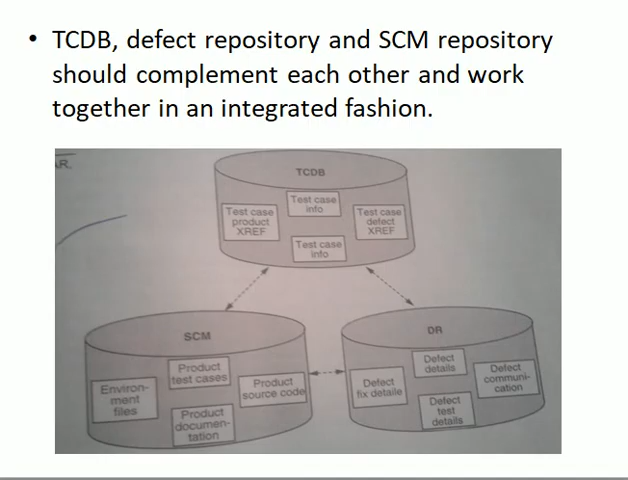 • TCDB, defect repository and SCM repository
should complement each other and work
together in an integrated fashion.
AR.
TCDB
Test case
info
Test case
product
XREF
Test case
defect
XREF
Test case
info
SCM
Product
test cases
Environ-
ment
files
Product
source code
Product
documen-
tation
DR
Defect
details
Defect
fix detaile
Defect
communi-
cation
Defect
test
details